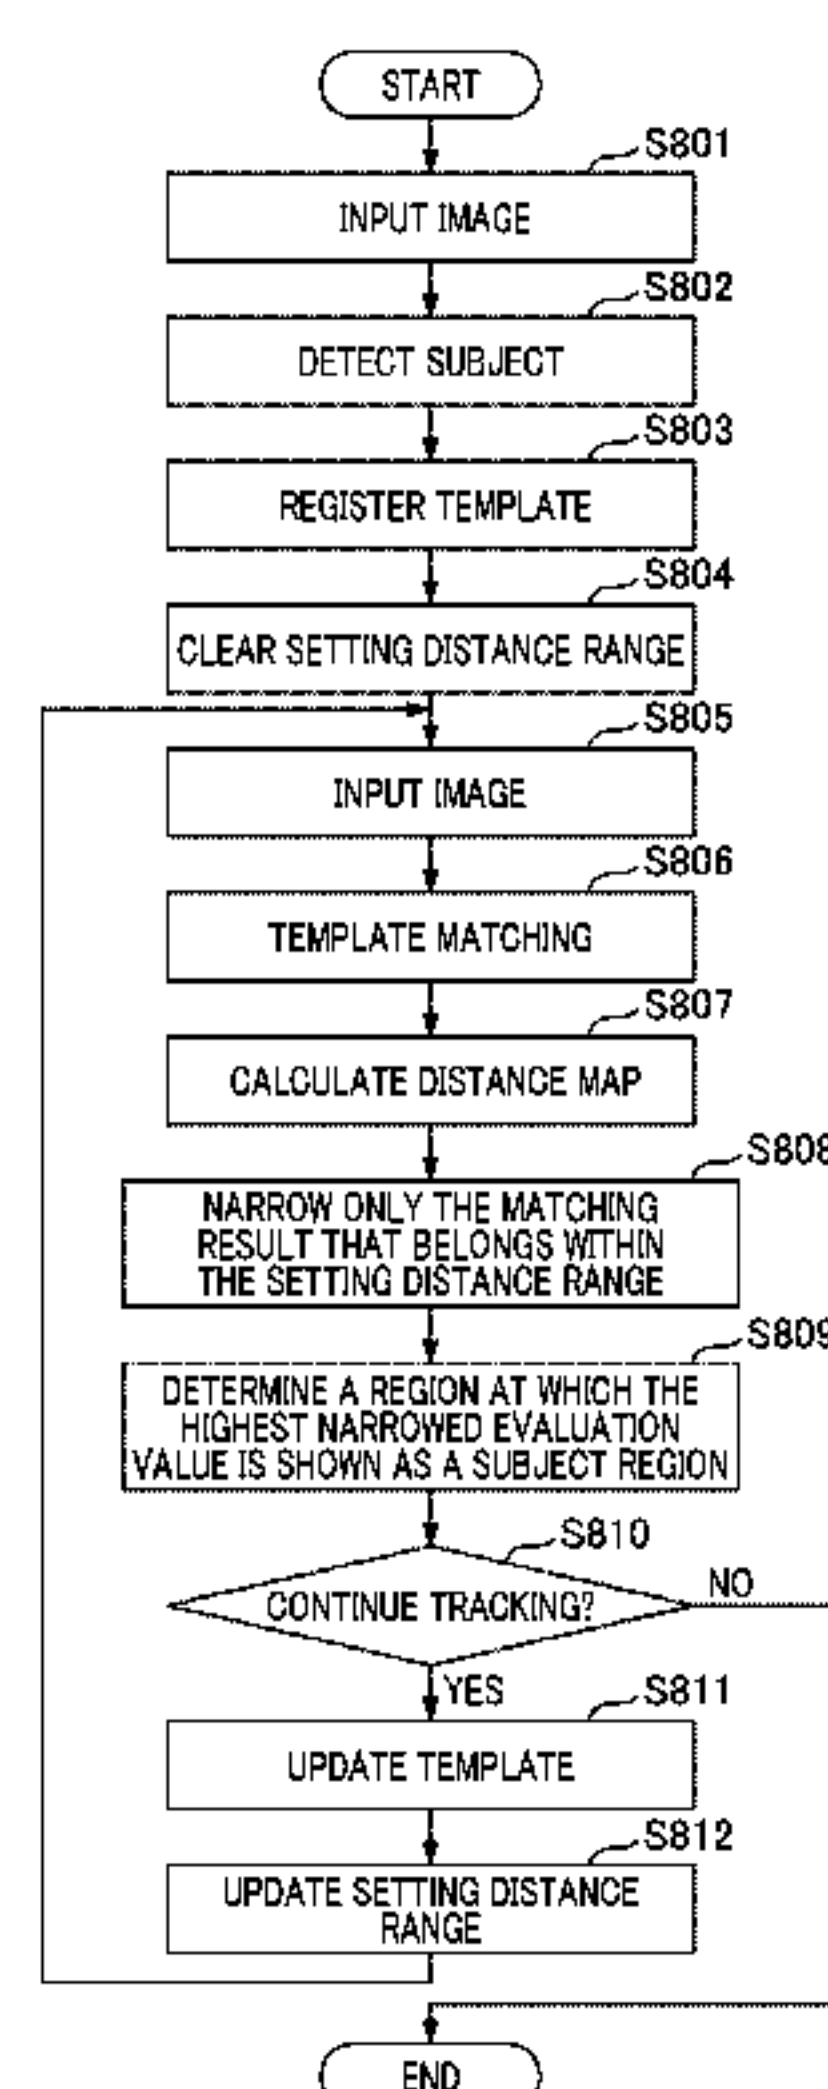 START
S801
INPUT IMAGE
S802
DETECT SUBJECT
S803
REGISTER TEMPLATE
S804
CLEAR SETTING DISTANCE RANGE
S805
INPUT IMAGE
S806
TEMPLATE MATCHING
S807
CALCULATE DISTANCE MAP
S808
NARROW ONLY THE MATCHING
RESULT THAT BELONGS WITHIN
THE SETTING DISTANCE RANGE
S809
DETERMINE A REGION AT WHICH THE
HIGHEST NARROWED EVALUATION
VALUE IS SHOWN AS A SUBJECT REGION
S810
CONTINUE TRACKING?
NO
YES
S811
UPDATE TEMPLATE
S812
UPDATE SETTING DISTANCE
RANGE
END